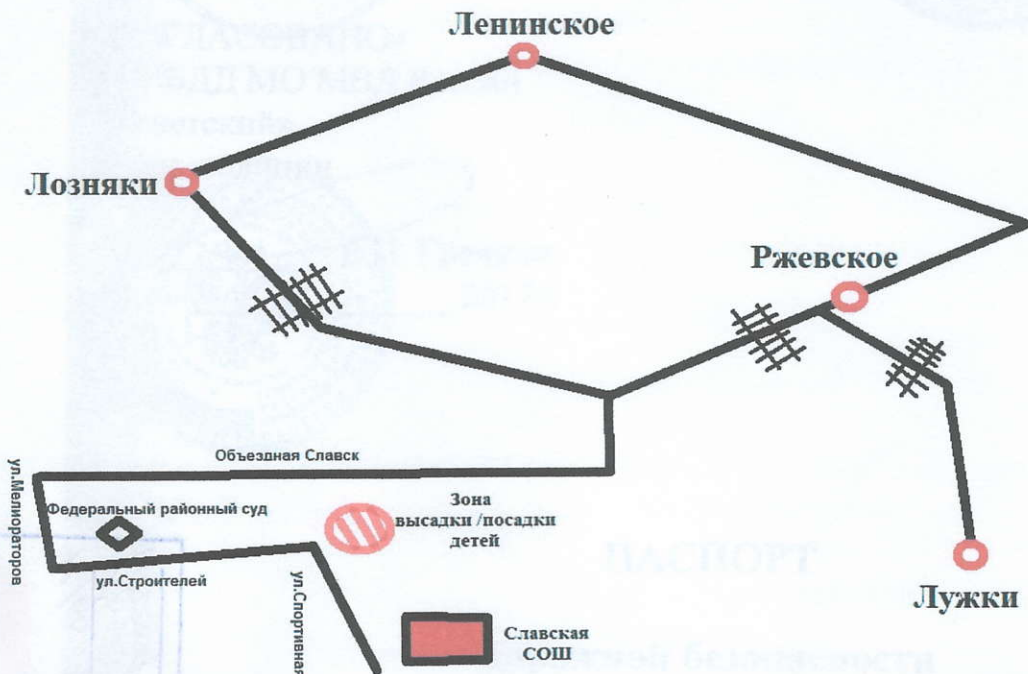 Ленинское
Лозняки
Ржевское
Объездная Славск
ул.Мелиораторов
Федеральный районный суд
Зона
высадки /посадки
детей
ул.Строителей
ул.Спортивная
Славская
СОШ
Лужки
ПАСПОРТ